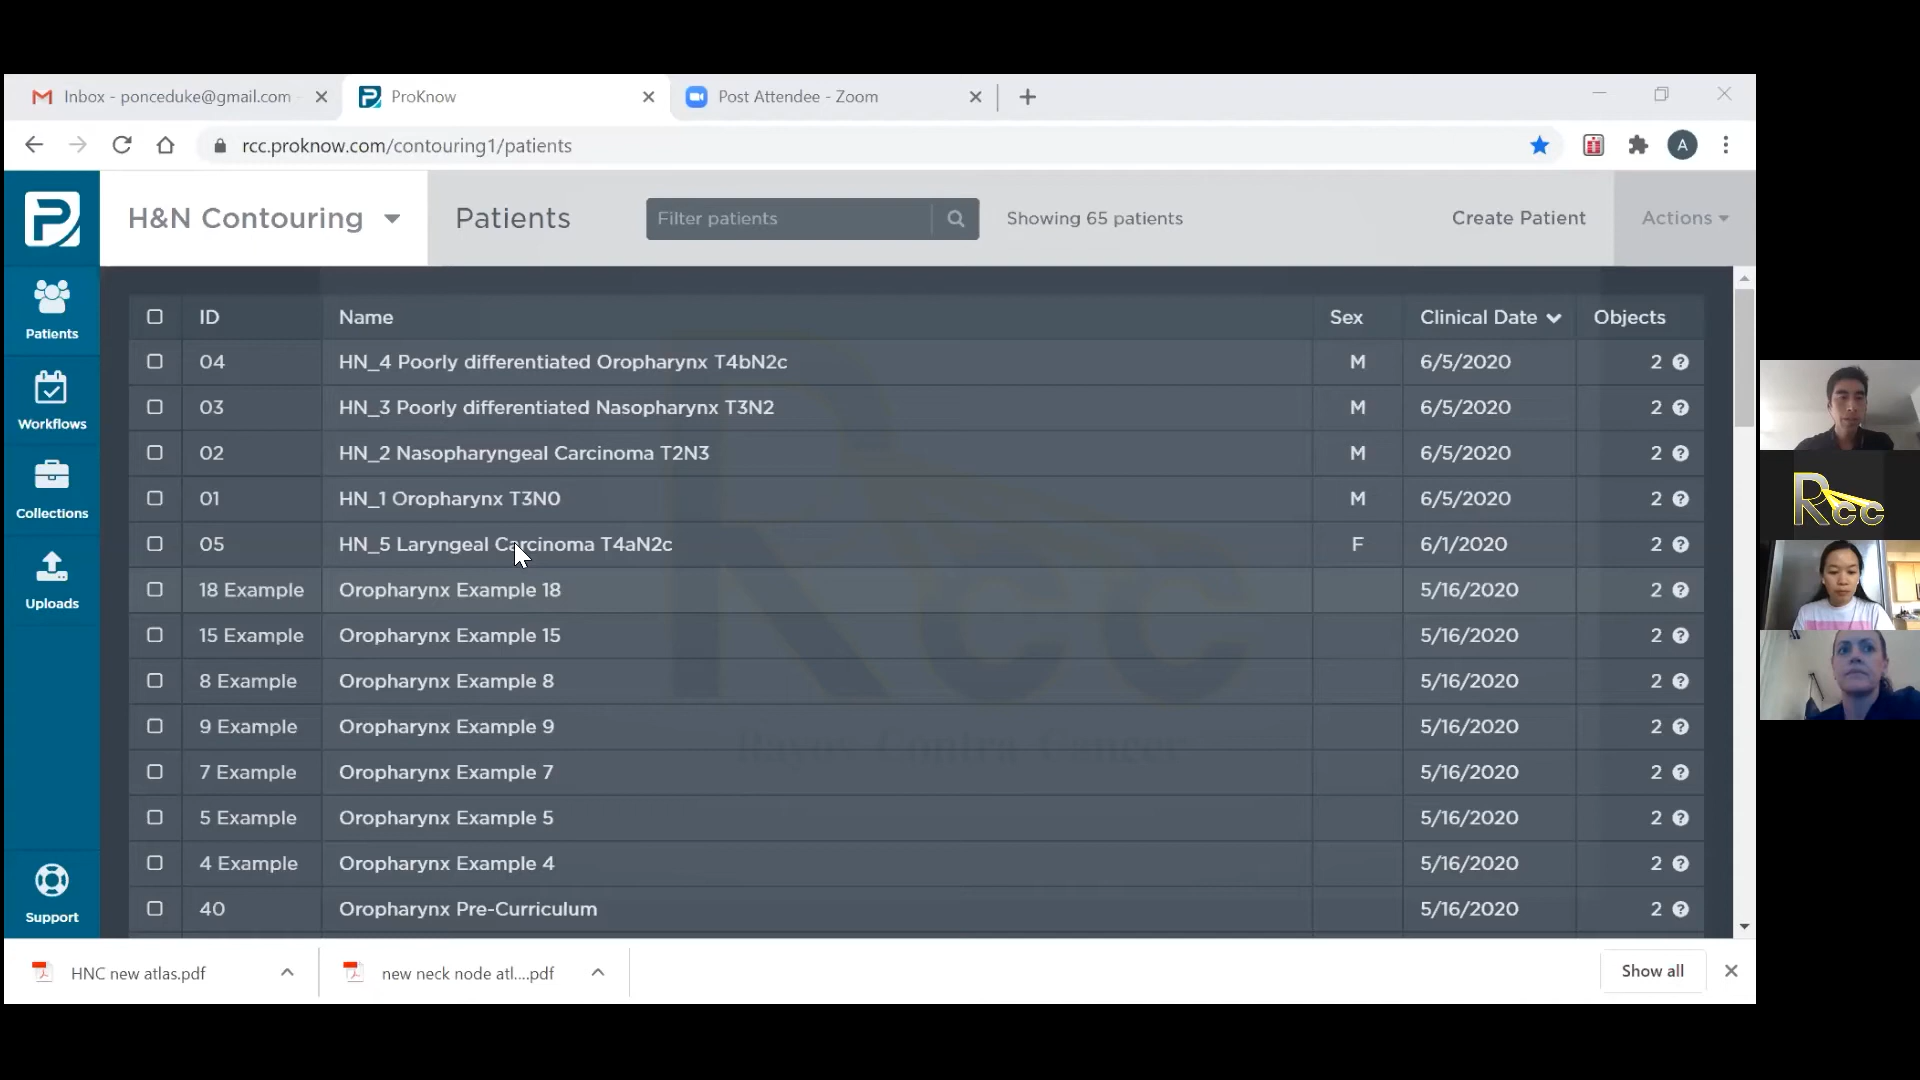 Inbox - ponceduke@gmail.com
ProKnow
Post Attendee - Zoom
rcc.proknow.com/contouring1/patients
A
H&N Contouring
Patients
Filter patients
Showing 65 patients
Create Patient
Actions
Patients
Workflows
Collections
Uploads
Support
ID Name Sex Clinical Date Objects
04 HN_4 Poorly differentiated Oropharynx T4bN2c M 6/5/2020 2
03 HN_3 Poorly differentiated Nasopharynx T3N2 M 6/5/2020 2
02 HN_2 Nasopharyngeal Carcinoma T2N3 M 6/5/2020 2
01 HN_1 Oropharynx T3N0 M 6/5/2020 2
05 HN_5 Laryngeal Carcinoma T4aN2c F 6/1/2020 2
18 Example Oropharynx Example 18 5/16/2020 2
15 Example Oropharynx Example 15 5/16/2020 2
8 Example Oropharynx Example 8 5/16/2020 2
9 Example Oropharynx Example 9 5/16/2020 2
7 Example Oropharynx Example 7 5/16/2020 2
5 Example Oropharynx Example 5 5/16/2020 2
4 Example Oropharynx Example 4 5/16/2020 2
40 Oropharynx Pre-Curriculum 5/16/2020 2
Rcc
Rayos Contra Cancer
HNC new atlas.pdf
new neck node atl....pdf
Show all
Rcc